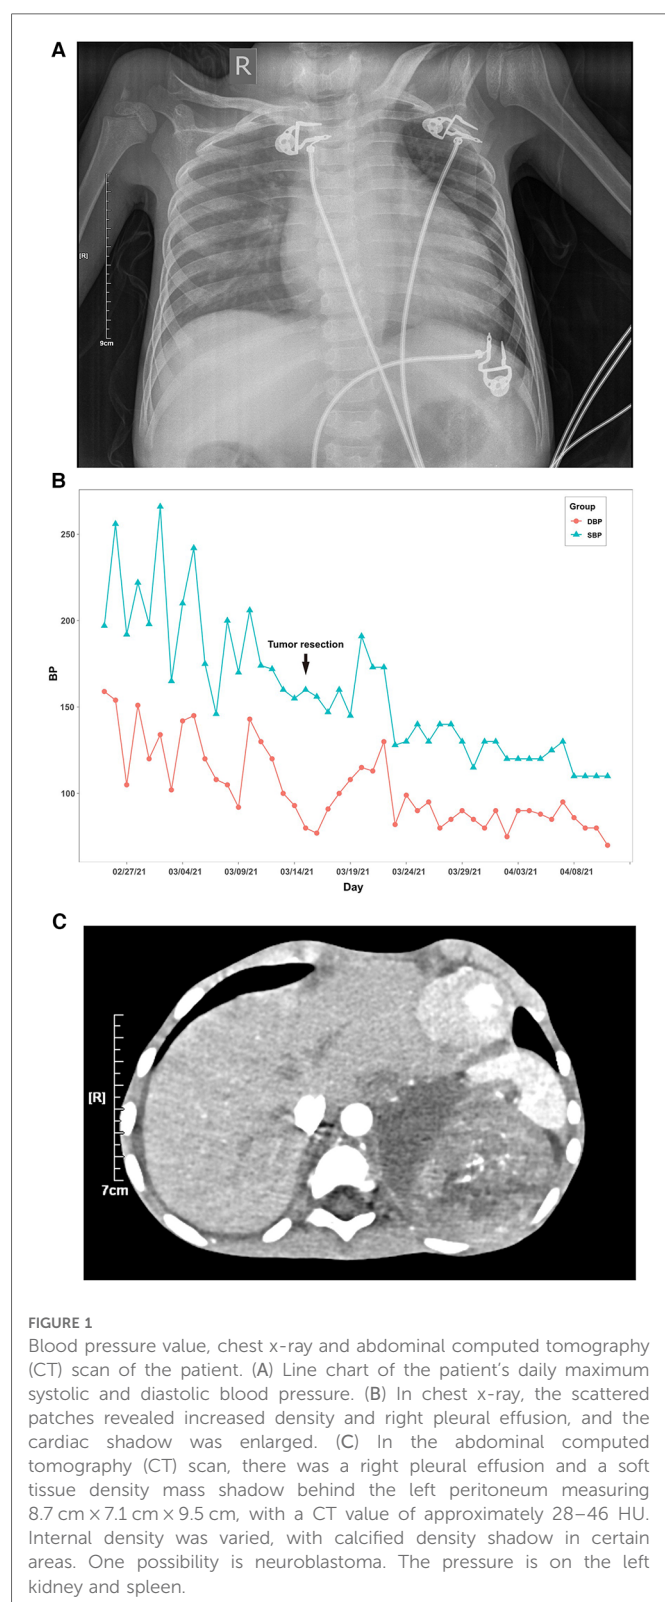 A
R
[R]
9cm
B
Group
DBP
SBP
250
200
150
100
BP
Tumor resection
02/27/21 03/04/21 03/09/21 03/14/21 03/19/21 03/24/21 03/29/21 04/03/21 04/08/21
Day
C
[R]
7cm
FIGURE 1
Blood pressure value, chest x-ray and abdominal computed tomography
(CT) scan of the patient. (A) Line chart of the patient's daily maximum
systolic and diastolic blood pressure. (B) In chest x-ray, the scattered
patches revealed increased density and right pleural effusion, and the
cardiac shadow was enlarged. (C) In the abdominal computed
tomography (CT) scan, there was a right pleural effusion and a soft
tissue density mass shadow behind the left peritoneum measuring
8.7 cm × 7.1 cm × 9.5 cm, with a CT value of approximately 28–46 HU.
Internal density was varied, with calcified density shadow in certain
areas. One possibility is neuroblastoma. The pressure is on the left
kidney and spleen.